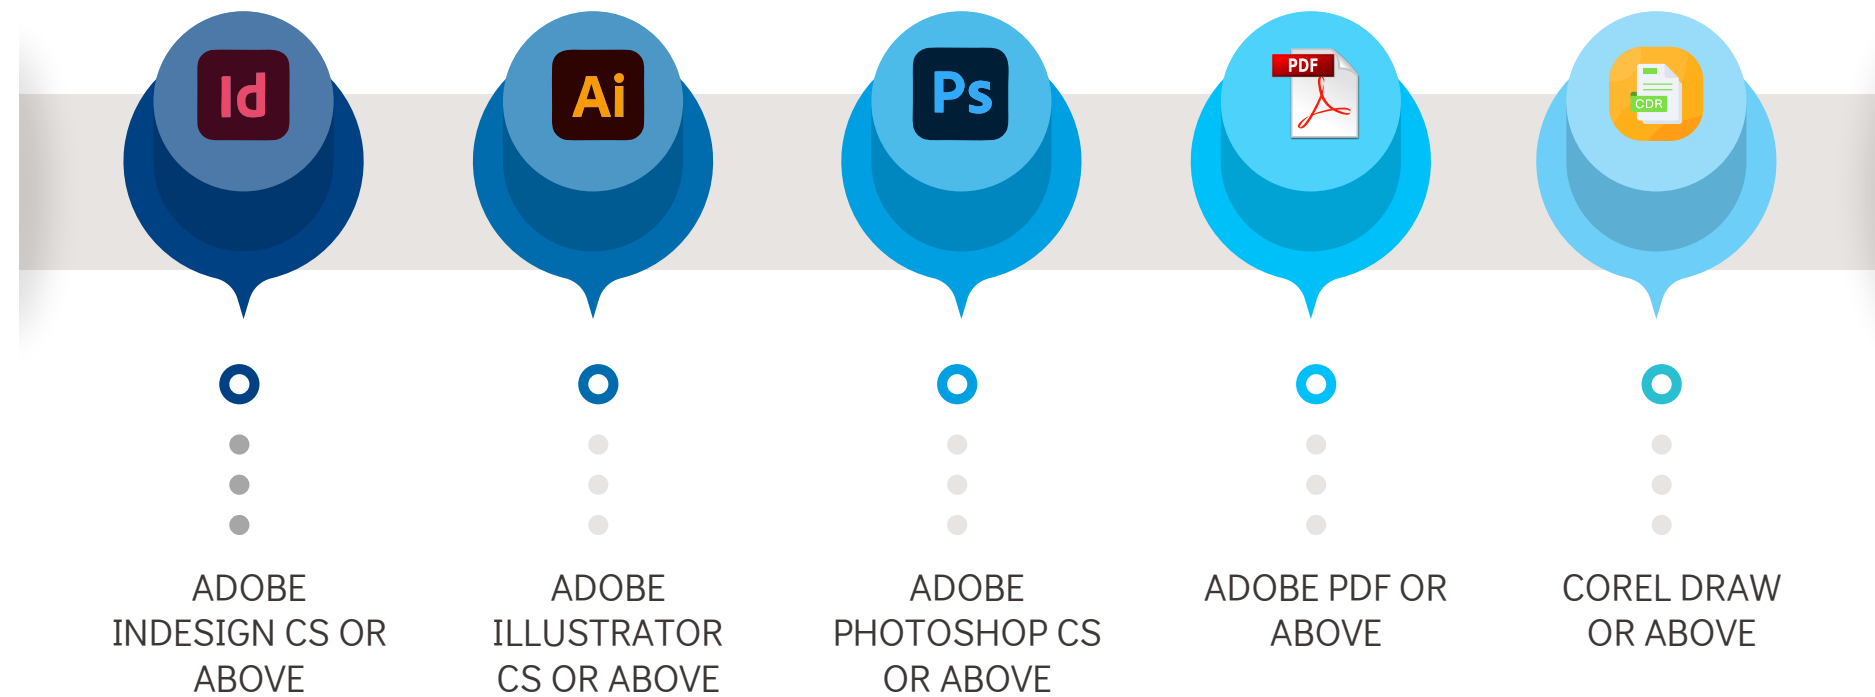 Id
Ai
Ps
PDF
CDR
ADOBE
INDESIGN CS OR
ABOVE
ADOBE
ILLUSTRATOR
CS OR ABOVE
ADOBE
PHOTOSHOP CS
OR ABOVE
ADOBE PDF OR
ABOVE
COREL DRAW
OR ABOVE